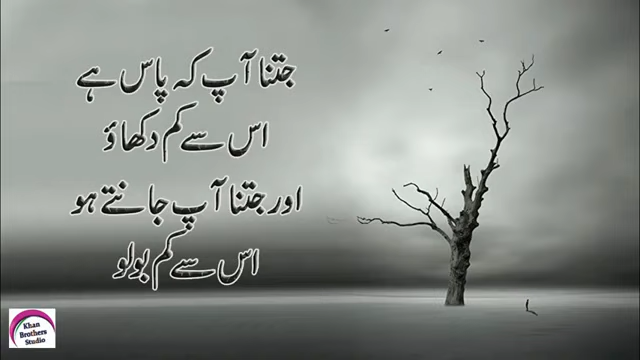 جتنا آپ کہ پاس ہے
اس سے کم دکھاؤ
اور جتنا آپ جانتے ہو
اس سے کم بولو
Khan
Brothers
Studio